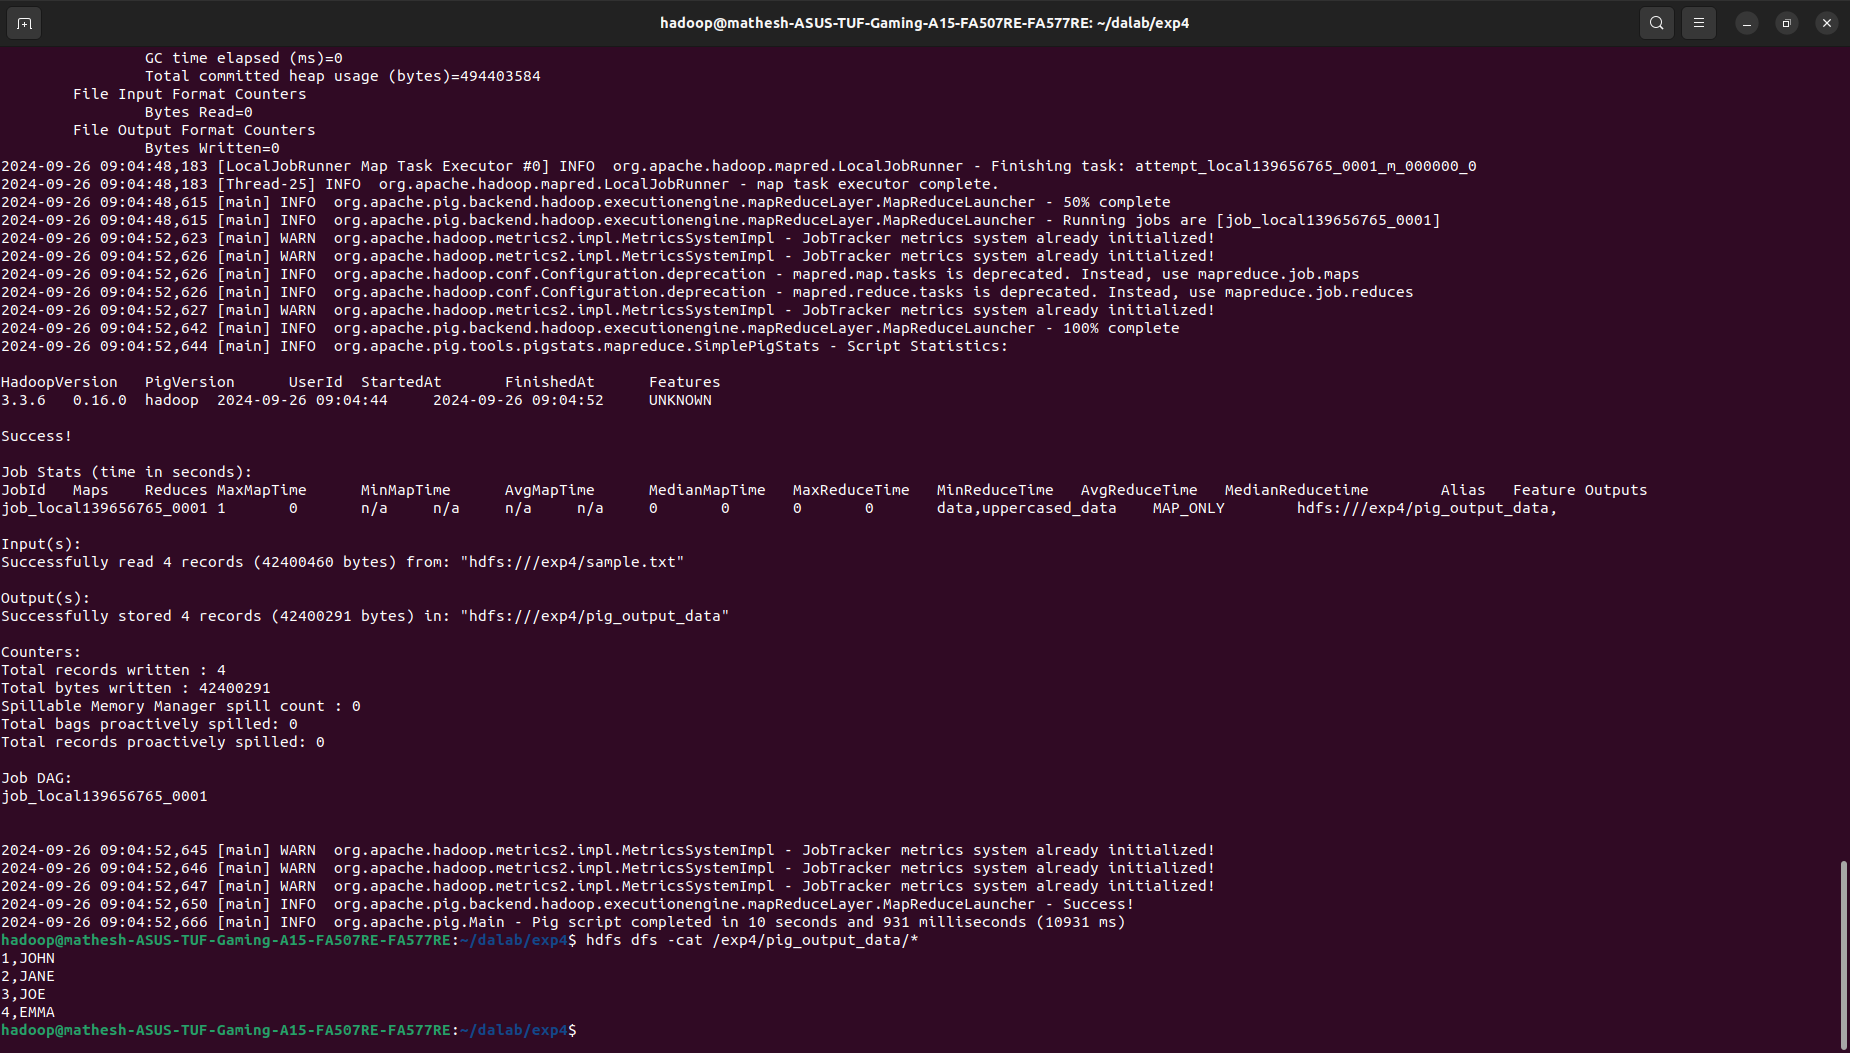 hadoop@mathesh-ASUS-TUF-Gaming-A15-FA507RE-FA577RE: ~/dalab/exp4
GC time elapsed (ms)=0
Total committed heap usage (bytes)=494403584
File Input Format Counters
Bytes Read=0
File Output Format Counters
Bytes Written=0
2024-09-26 09:04:48,183 [LocalJobRunner Map Task Executor #0] INFO  org.apache.hadoop.mapred.LocalJobRunner - Finishing task: attempt_local139656765_0001_m_000000_0
2024-09-26 09:04:48,183 [Thread-25] INFO  org.apache.hadoop.mapred.LocalJobRunner - map task executor complete.
2024-09-26 09:04:48,615 [main] INFO  org.apache.pig.backend.hadoop.executionengine.mapReduceLayer.MapReduceLauncher - 50% complete
2024-09-26 09:04:48,615 [main] INFO  org.apache.pig.backend.hadoop.executionengine.mapReduceLayer.MapReduceLauncher - Running jobs are [job_local139656765_0001]
2024-09-26 09:04:52,623 [main] WARN  org.apache.hadoop.metrics2.impl.MetricsSystemImpl - JobTracker metrics system already initialized!
2024-09-26 09:04:52,626 [main] WARN  org.apache.hadoop.metrics2.impl.MetricsSystemImpl - JobTracker metrics system already initialized!
2024-09-26 09:04:52,626 [main] INFO  org.apache.hadoop.conf.Configuration.deprecation - mapred.map.tasks is deprecated. Instead, use mapreduce.job.maps
2024-09-26 09:04:52,626 [main] INFO  org.apache.hadoop.conf.Configuration.deprecation - mapred.reduce.tasks is deprecated. Instead, use mapreduce.job.reduces
2024-09-26 09:04:52,627 [main] WARN  org.apache.hadoop.metrics2.impl.MetricsSystemImpl - JobTracker metrics system already initialized!
2024-09-26 09:04:52,642 [main] INFO  org.apache.pig.backend.hadoop.executionengine.mapReduceLayer.MapReduceLauncher - 100% complete
2024-09-26 09:04:52,644 [main] INFO  org.apache.pig.tools.pigstats.mapreduce.SimplePigStats - Script Statistics:
HadoopVersion   PigVersion      UserId  StartedAt       FinishedAt      Features
3.3.6   0.16.0  hadoop  2024-09-26 09:04:44     2024-09-26 09:04:52     UNKNOWN
Success!
Job Stats (time in seconds):
JobId   Maps    Reduces MaxMapTime      MinMapTime      AvgMapTime      MedianMapTime   MaxReduceTime   MinReduceTime   AvgReduceTime   MedianReducetime        Alias   Feature Outputs
job_local139656765_0001 1       0       n/a     n/a     n/a     n/a     0       0       0       0       data,uppercased_data    MAP_ONLY        hdfs:///exp4/pig_output_data,
Input(s):
Successfully read 4 records (42400460 bytes) from: "hdfs:///exp4/sample.txt"
Output(s):
Successfully stored 4 records (42400291 bytes) in: "hdfs:///exp4/pig_output_data"
Counters:
Total records written : 4
Total bytes written : 42400291
Spillable Memory Manager spill count : 0
Total bags proactively spilled: 0
Total records proactively spilled: 0
Job DAG:
job_local139656765_0001
2024-09-26 09:04:52,645 [main] WARN  org.apache.hadoop.metrics2.impl.MetricsSystemImpl - JobTracker metrics system already initialized!
2024-09-26 09:04:52,646 [main] WARN  org.apache.hadoop.metrics2.impl.MetricsSystemImpl - JobTracker metrics system already initialized!
2024-09-26 09:04:52,647 [main] WARN  org.apache.hadoop.metrics2.impl.MetricsSystemImpl - JobTracker metrics system already initialized!
2024-09-26 09:04:52,650 [main] INFO  org.apache.pig.backend.hadoop.executionengine.mapReduceLayer.MapReduceLauncher - Success!
2024-09-26 09:04:52,666 [main] INFO  org.apache.pig.Main - Pig script completed in 10 seconds and 931 milliseconds (10931 ms)
hadoop@mathesh-ASUS-TUF-Gaming-A15-FA507RE-FA577RE:~/dalab/exp4$ hdfs dfs -cat /exp4/pig_output_data/*
1,JOHN
2,JANE
3,JOE
4,EMMA
hadoop@mathesh-ASUS-TUF-Gaming-A15-FA507RE-FA577RE:~/dalab/exp4$